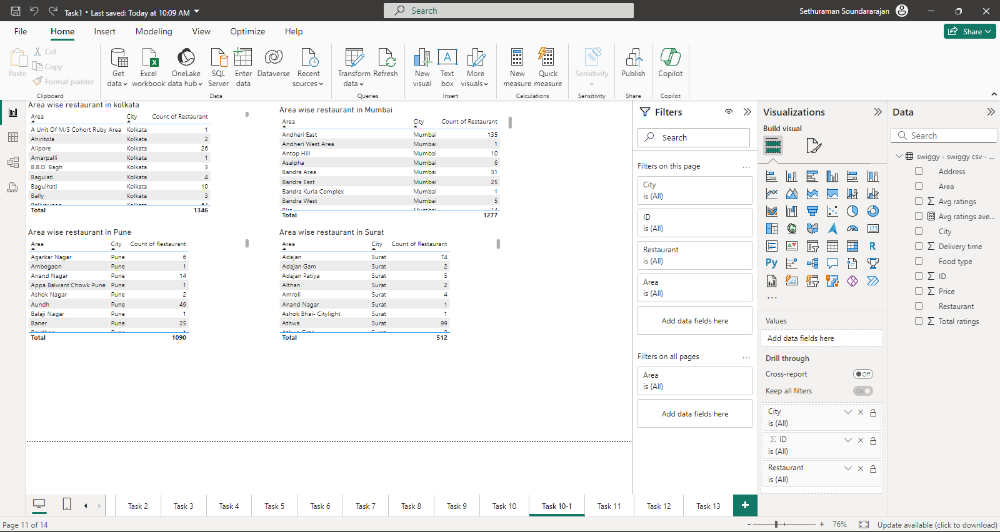 Task1 • Last saved: Today at 10:09 AM
Search
Sethuraman Soundararajan
File Home Insert Modeling View Optimize Help
Share
Paste
Cut
Copy
Format painter
Clipboard
Get data
Excel workbook
OneLake data hub
SQL Server
Enter data
Dataverse
Recent sources
Data
Transform data
Refresh
Queries
New visual
Text box
More visuals
Insert
New measure
Quick measure
Calculations
Sensitivity
Sensitivity
Publish
Share
Copilot
Copilot
Area wise restaurant in kolkata
Area City Count of Restaurant
A Unit Of M/S Cohort Ruby Area Kolkata 1
Ahiritola Kolkata 2
Alipore Kolkata 26
Amarpalli Kolkata 1
B.B.D. Bagh Kolkata 3
Baguiati Kolkata 4
Baguihati Kolkata 10
Bally Kolkata 3
Total 1346
Area wise restaurant in Mumbai
Area City Count of Restaurant
Andheri East Mumbai 135
Andheri West Area Mumbai 1
Antop Hill Mumbai 10
Asalpha Mumbai 6
Bandra Area Mumbai 31
Bandra East Mumbai 25
Bandra Kurla Complex Mumbai 1
Bandra West Mumbai 5
Total 1277
Area wise restaurant in Pune
Area City Count of Restaurant
Agarkar Nagar Pune 6
Ambegaon Pune 1
Anand Nagar Pune 14
Appa Balwant Chowk Pune Pune 1
Ashok Nagar Pune 2
Aundh Pune 49
Balaji Nagar Pune 1
Baner Pune 25
Total 1090
Area wise restaurant in Surat
Area City Count of Restaurant
Adajan Surat 74
Adajan Gam Surat 2
Adajan Patiya Surat 5
Althan Surat 2
Amroli Surat 4
Anand Nagar Surat 1
Ashok Bhai- Citylight Surat 1
Athwa Surat 99
Total 512
Filters
Search
Filters on this page ...
City
is (All)
ID
is (All)
Restaurant
is (All)
Area
is (All)
Add data fields here
Filters on all pages ...
Area
is (All)
Add data fields here
Visualizations
Build visual
123
R
Py
123
...
Values
Add data fields here
Drill through
Cross-report Off
Keep all filters On
City
is (All)
Σ ID
is (All)
Restaurant
is (All)
Data
Search
swiggy - swiggy csv - ...
Address
Area
Σ Avg ratings
Avg ratings ave...
City
Σ Delivery time
Food type
Σ ID
Σ Price
Restaurant
Σ Total ratings
DAX
Task 2 Task 3 Task 4 Task 5 Task 6 Task 7 Task 8 Task 9 Task 10 Task 10-1 Task 11 Task 12 Task 13 +
Page 11 of 14
- + 76%
Update available (click to download)